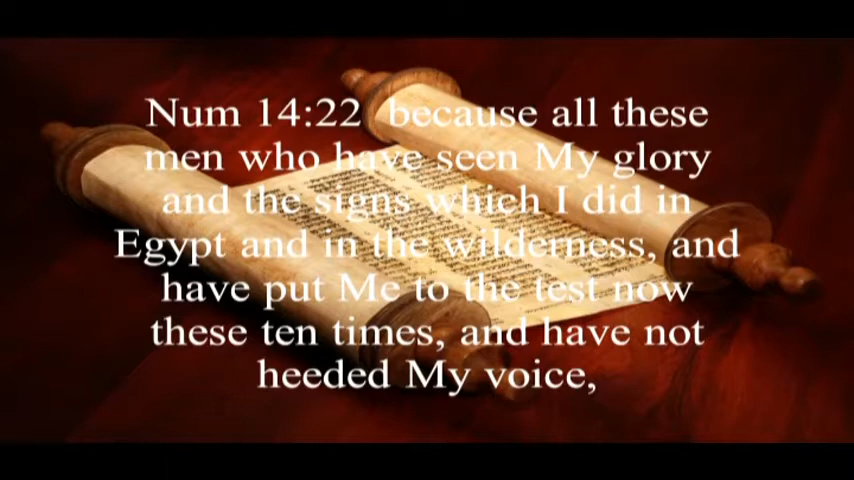 Num 14:22 because all these
men who have seen My glory
and the signs which I did in
Egypt and in the wilderness, and
have put Me to the test now
these ten times, and have not
heeded My voice,